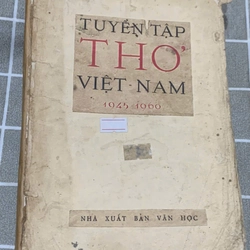 TUYỂN TẬP
THƠ
VIỆT NAM
1945 1960
NHÀ XUẤT BẢN VĂN HỌC